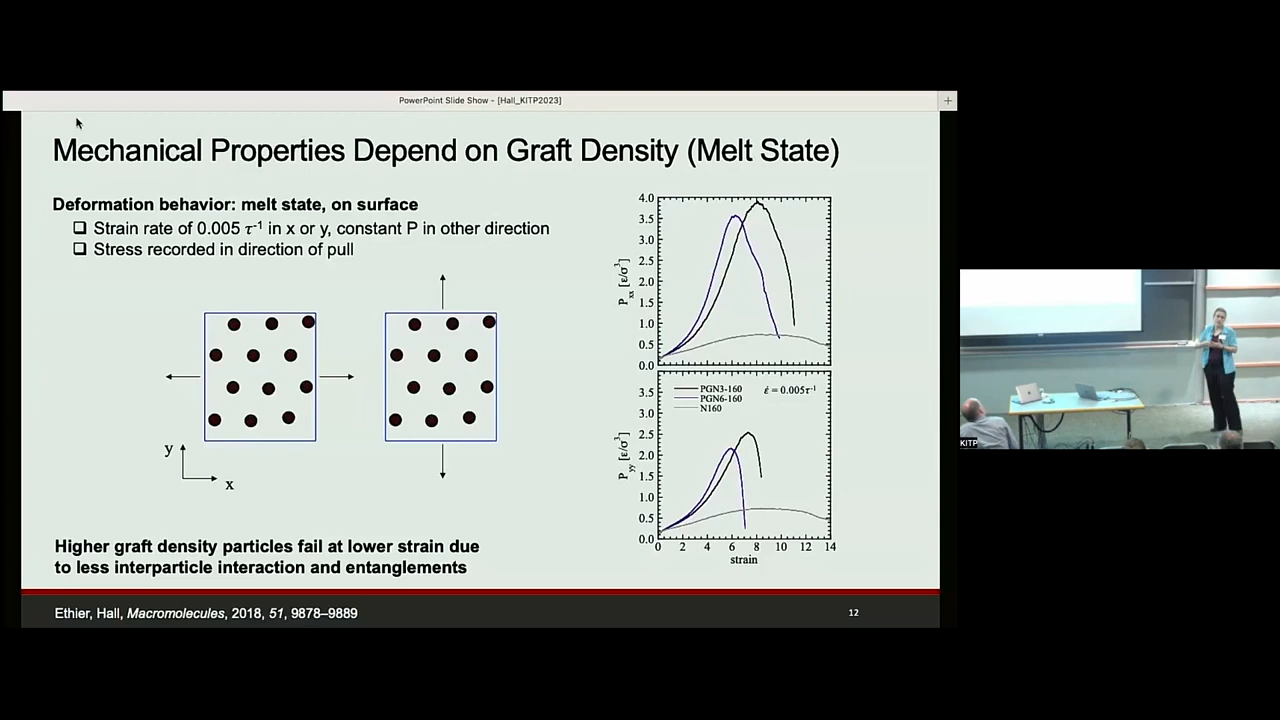 PowerPoint Slide Show - [Hall_KITP2023]
+
Mechanical Properties Depend on Graft Density (Melt State)
Deformation behavior: melt state, on surface
❑ Strain rate of 0.005 τ⁻¹ in x or y, constant P in other direction
❑ Stress recorded in direction of pull
y
x
Higher graft density particles fail at lower strain due
to less interparticle interaction and entanglements
4.0
3.5
3.0
2.5
2.0
1.5
1.0
0.5
0.0
Pxx [ε/σ³]
3.5
3.0
2.5
2.0
1.5
1.0
0.5
0.0
Pyy [ε/σ³]
PGN3-160
PGN6-160
N160
ε̇ = 0.005τ⁻¹
0 2 4 6 8 10 12 14
strain
Ethier, Hall, Macromolecules, 2018, 51, 9878–9889
12
KITP